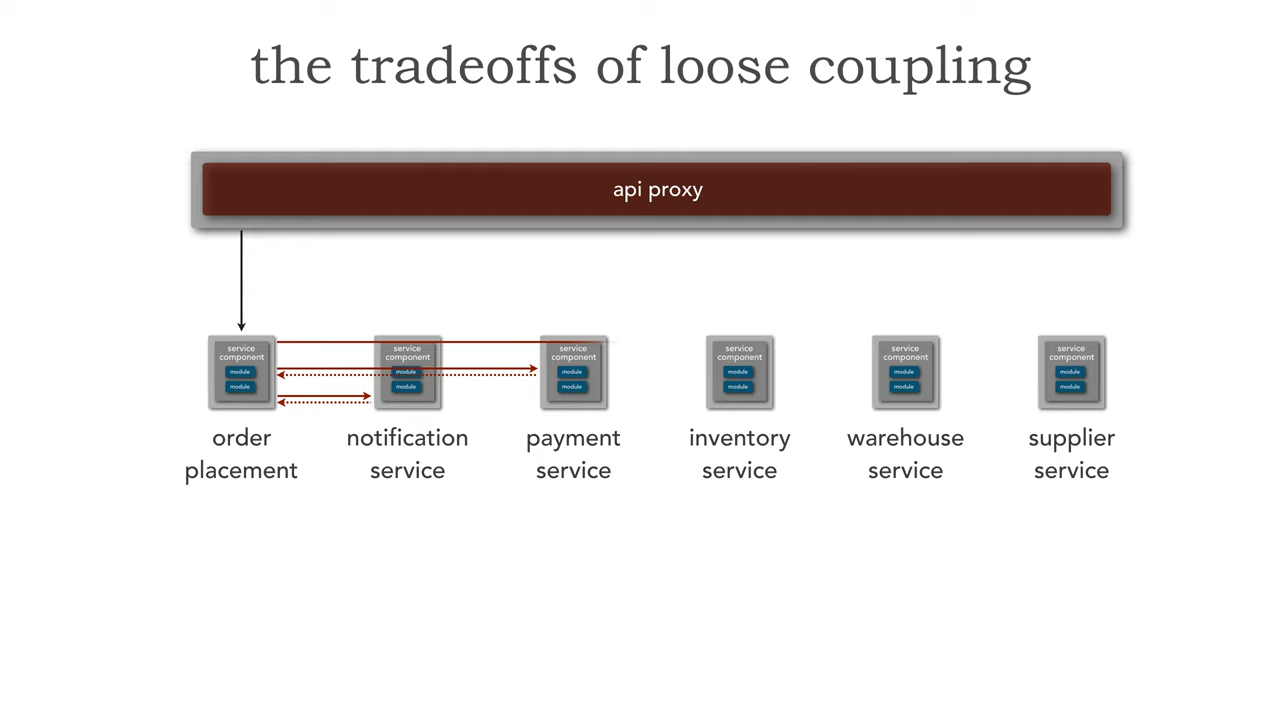 the tradeoffs of loose coupling
api proxy
service
component
module
module
service
component
module
module
service
component
module
module
service
component
module
module
service
component
module
module
service
component
module
module
order
placement
notification
service
payment
service
inventory
service
warehouse
service
supplier
service